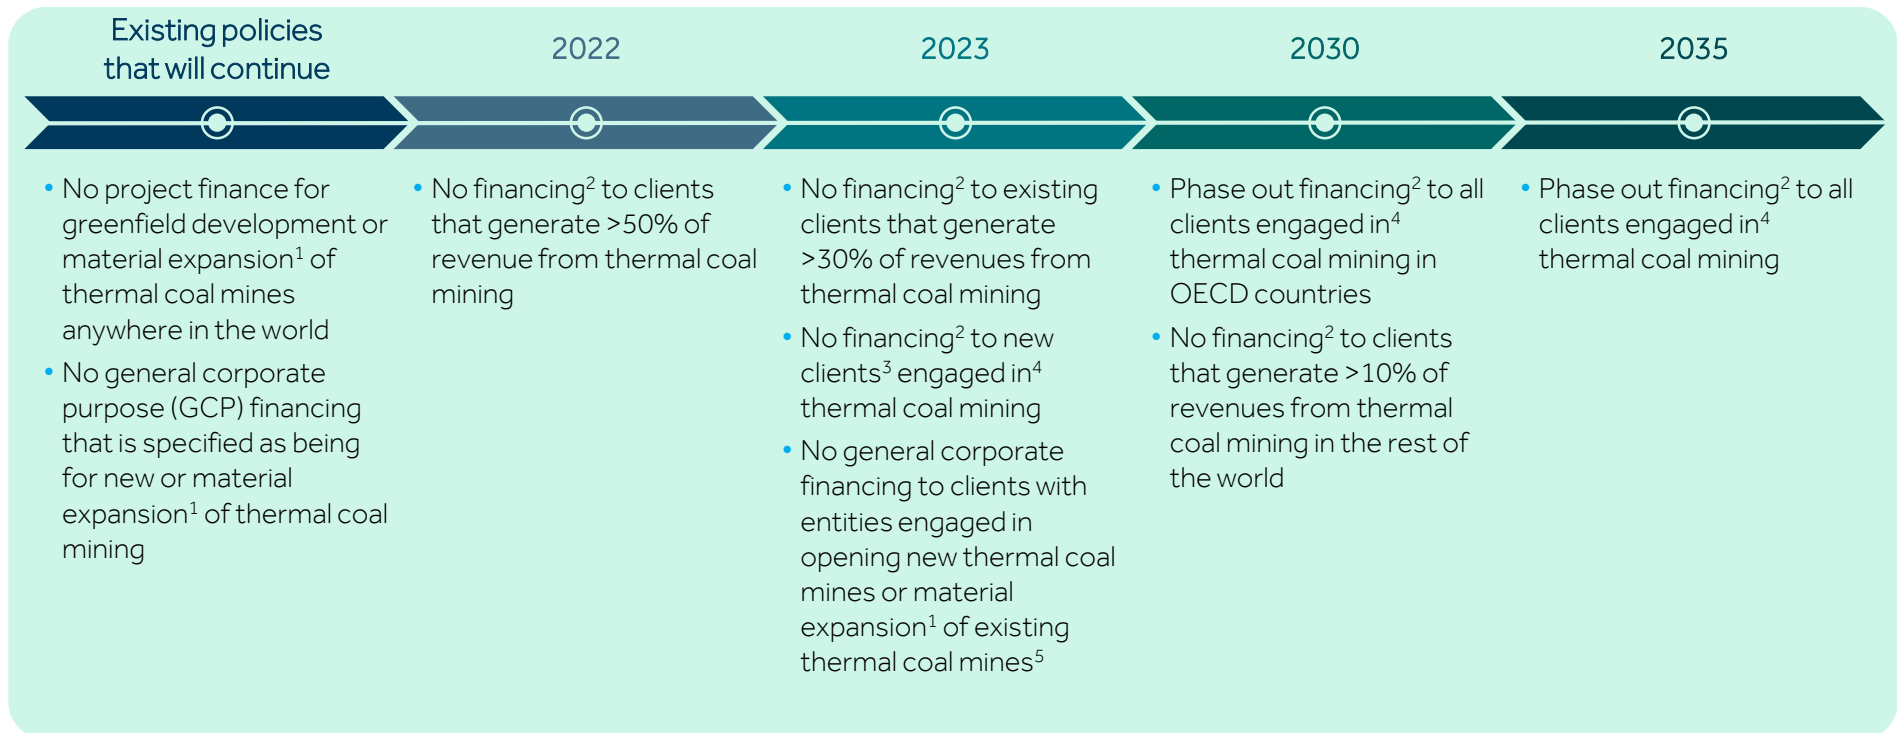 Existing policies
that will continue
• No project finance for
greenfield development or
material expansion¹ of
thermal coal mines
anywhere in the world
• No general corporate
purpose (GCP) financing
that is specified as being
for new or material
expansion¹ of thermal coal
mining
2022
• No financing² to clients
that generate >50% of
revenue from thermal coal
mining
2023
• No financing² to existing
clients that generate
>30% of revenues from
thermal coal mining
• No financing² to new
clients³ engaged in⁴
thermal coal mining
• No general corporate
financing to clients with
entities engaged in
opening new thermal coal
mines or material
expansion¹ of existing
thermal coal mines⁵
2030
• Phase out financing² to all
clients engaged in⁴
thermal coal mining in
OECD countries
• No financing² to clients
that generate >10% of
revenues from thermal
coal mining in the rest of
the world
2035
• Phase out financing² to all
clients engaged in⁴
thermal coal mining